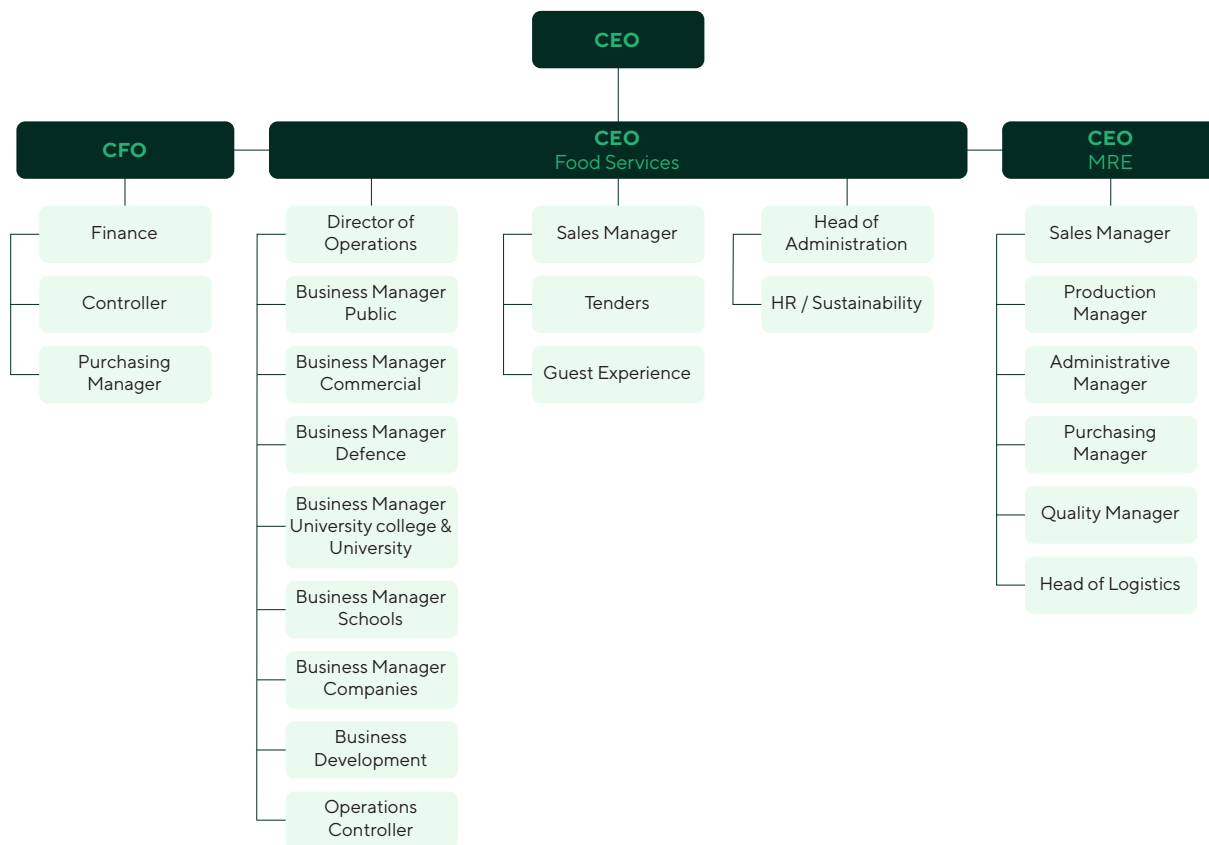 CEO
CFO
CEO
Food Services
CEO
MRE
Finance
Controller
Purchasing
Manager
Director of
Operations
Business Manager
Public
Business Manager
Commercial
Business Manager
Defence
Business Manager
University college &
University
Business Manager
Schools
Business Manager
Companies
Business
Development
Operations
Controller
Sales Manager
Tenders
Guest Experience
Head of
Administration
HR / Sustainability
Sales Manager
Production
Manager
Administrative
Manager
Purchasing
Manager
Quality Manager
Head of Logistics